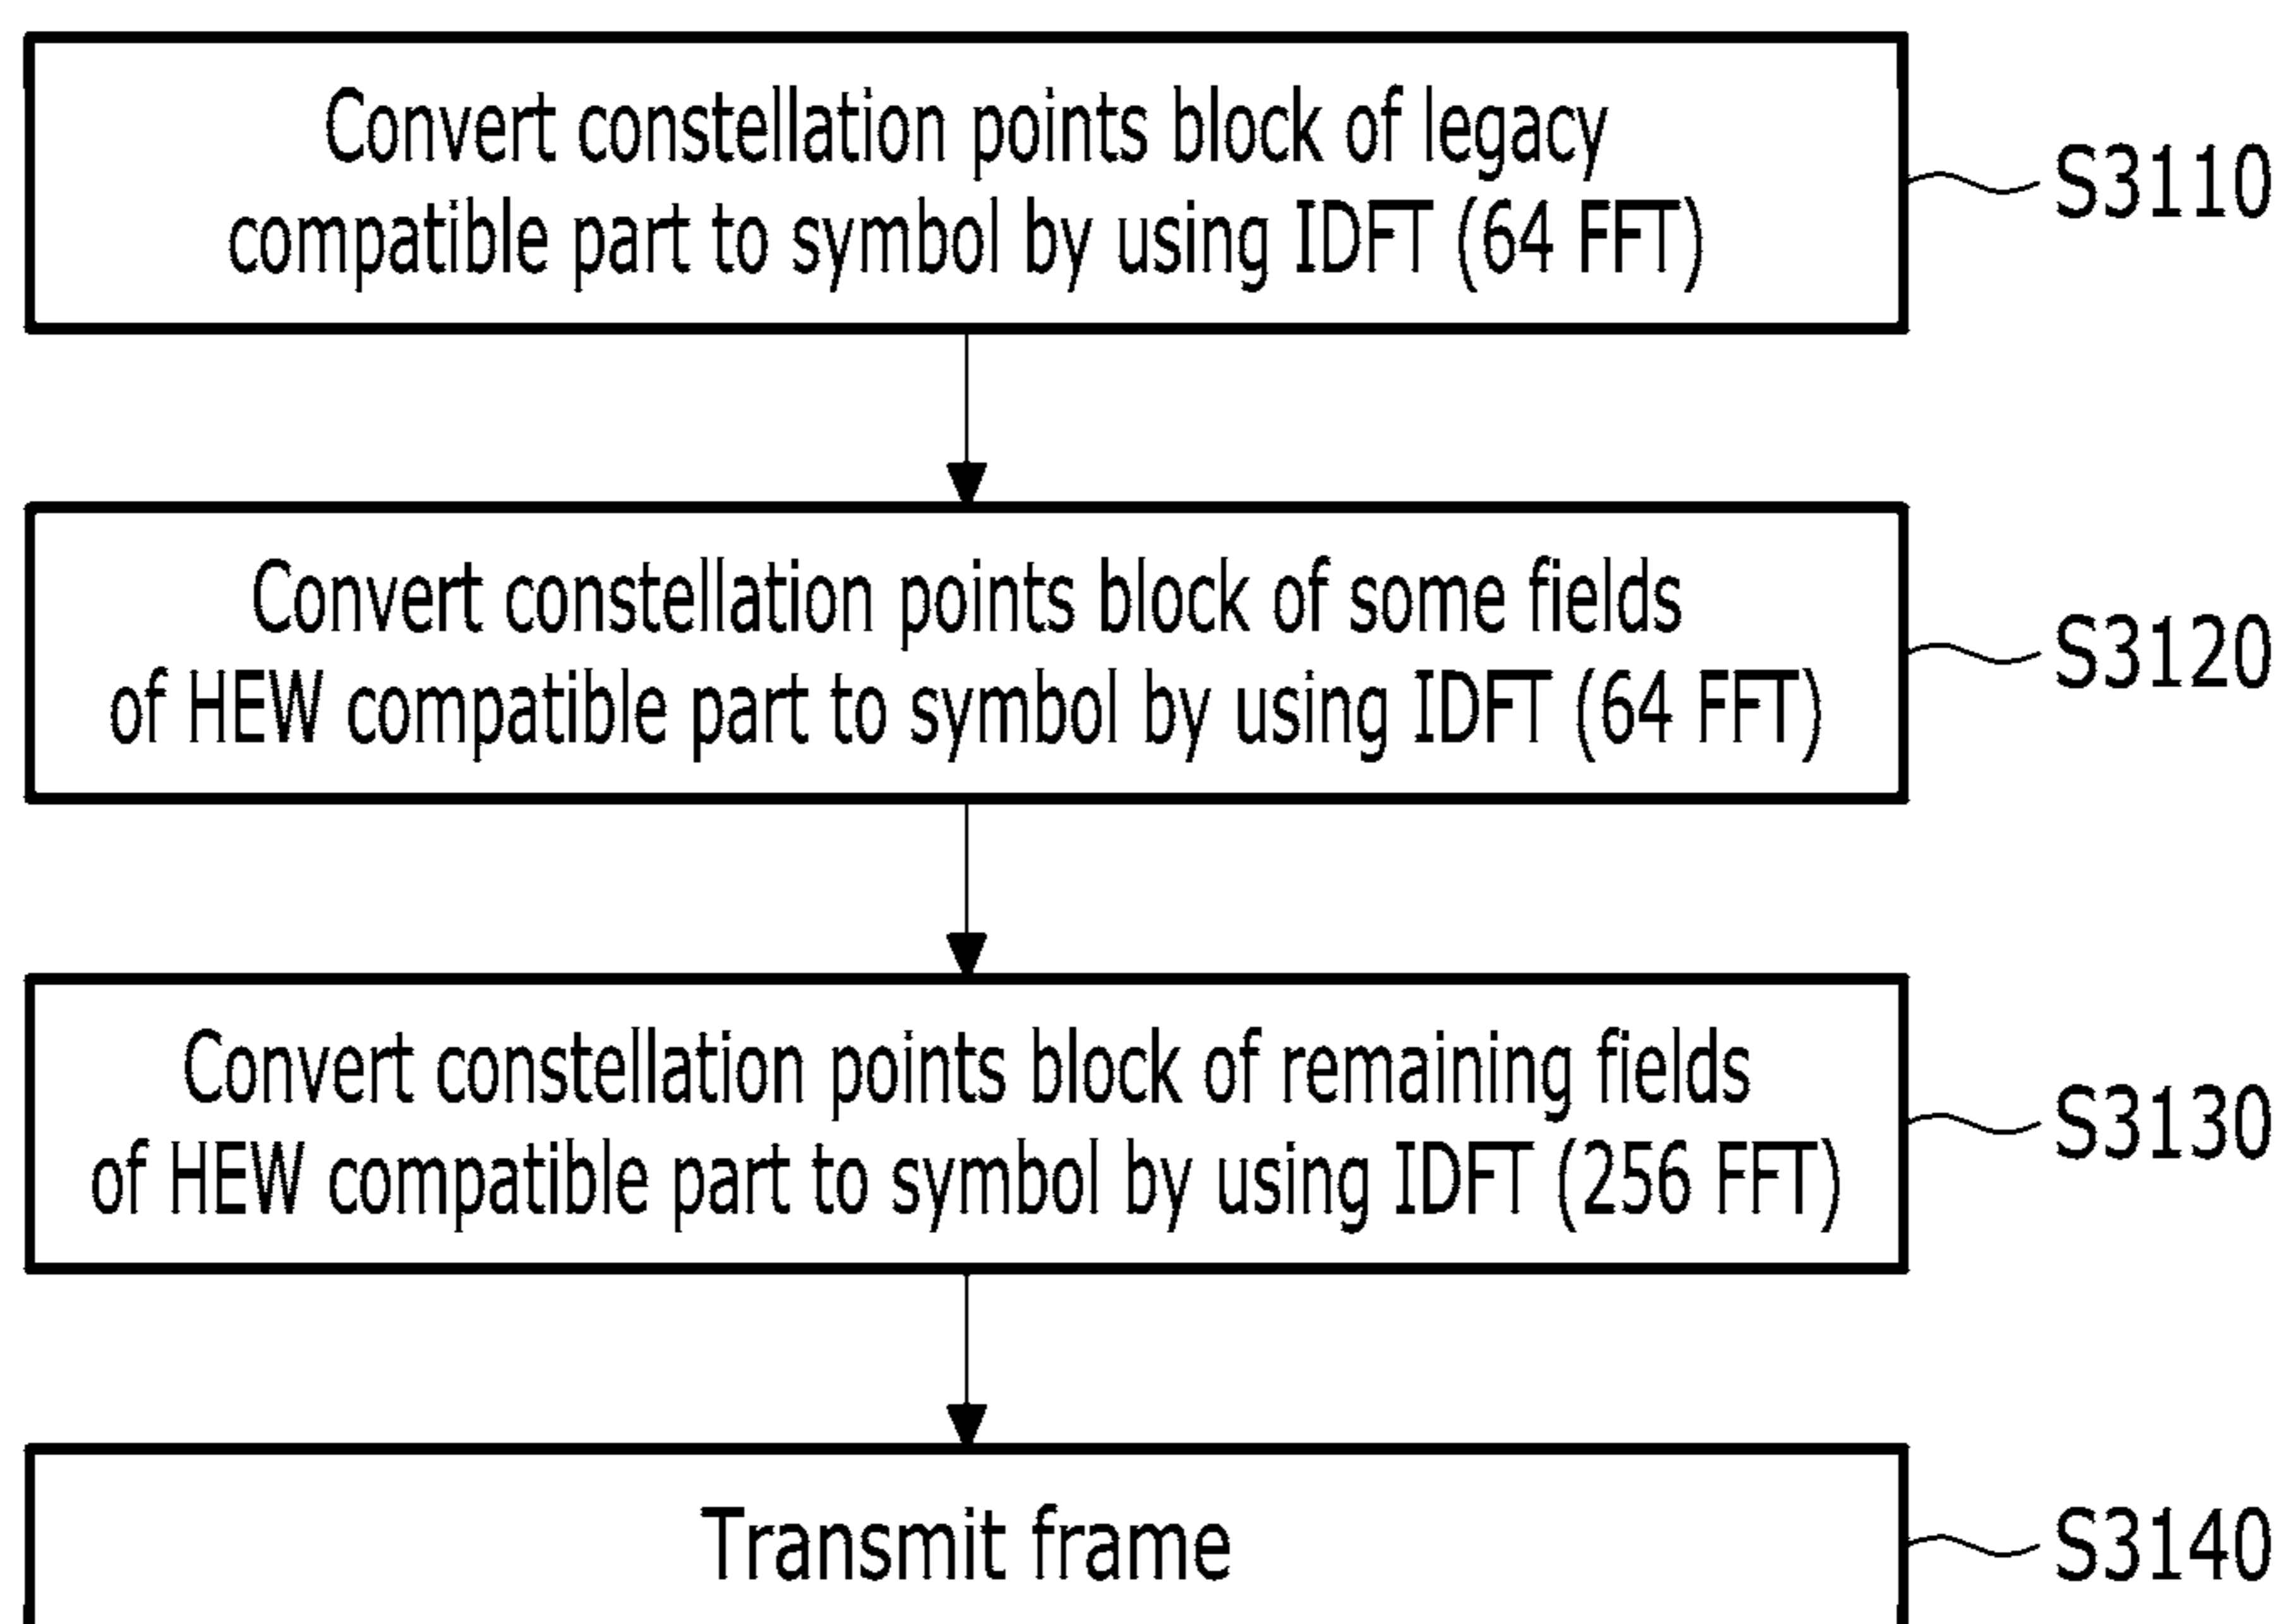 Convert constellation points block of legacy
compatible part to symbol by using IDFT (64 FFT)
S3110
Convert constellation points block of some fields
of HEW compatible part to symbol by using IDFT (64 FFT)
S3120
Convert constellation points block of remaining fields
of HEW compatible part to symbol by using IDFT (256 FFT)
S3130
Transmit frame
S3140